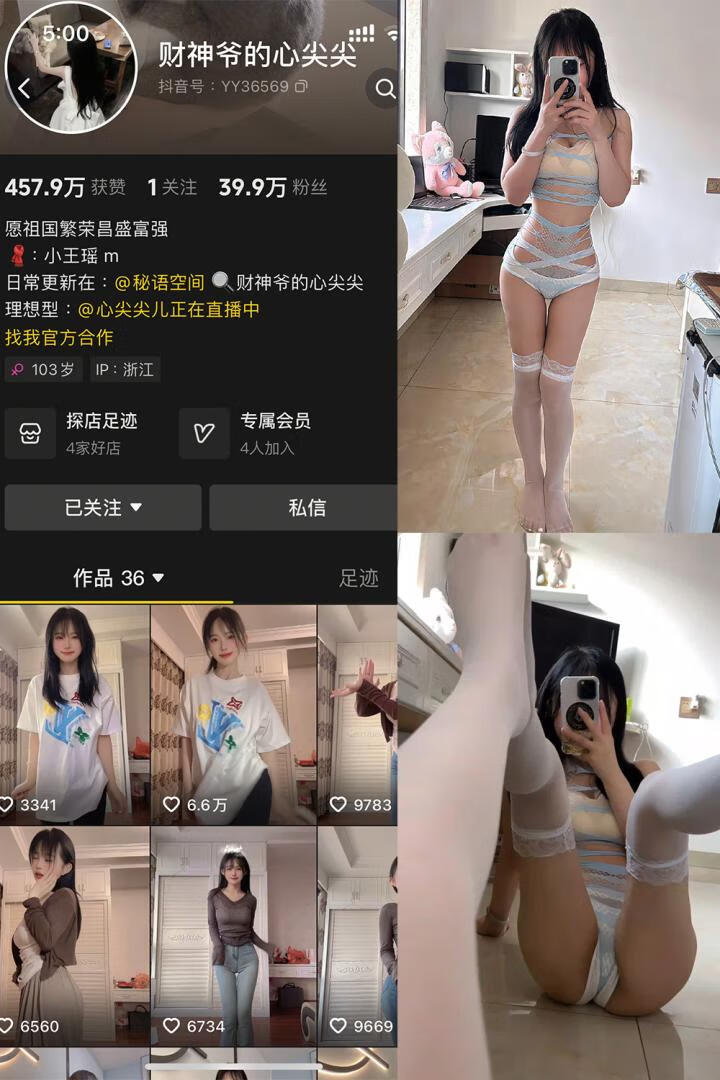 5:00
财神爷的心尖尖
抖音号：YY36569
457.9万 获赞 1 关注 39.9万 粉丝
愿祖国繁荣昌盛富强
：小王瑶 m
日常更新在：@秘语空间 🔍财神爷的心尖尖
理想型：@心尖尖儿正在直播中
找我官方合作
103岁 IP：浙江
探店足迹 专属会员
4家好店 4人加入
已关注 私信
作品 36 足迹
3341 6.6万 9783
6560 6734 9669